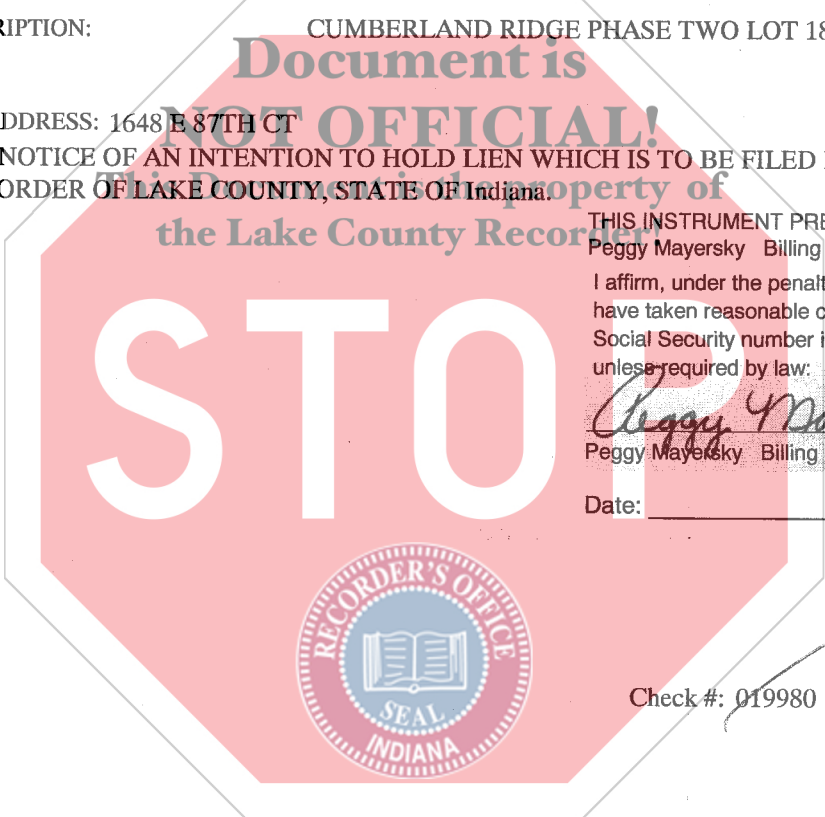 RIPTION: CUMBERLAND RIDGE PHASE TWO LOT 18
Document is
NOT OFFICIAL!
DDRESS: 1648 E 87TH CT
NOTICE OF AN INTENTION TO HOLD LIEN WHICH IS TO BE FILED
ORDER OF LAKE COUNTY, STATE OF Indiana.
This Document is the property of
the Lake County Recorder!
THIS INSTRUMENT PRE
Peggy Mayersky Billing
I affirm, under the penalt
have taken reasonable c
Social Security number i
unless required by law:
STOP
Peggy Ma
Peggy Mayersky Billing
Date:
RECORDER'S OFFICE
SEAL
INDIANA
Check #: 019980